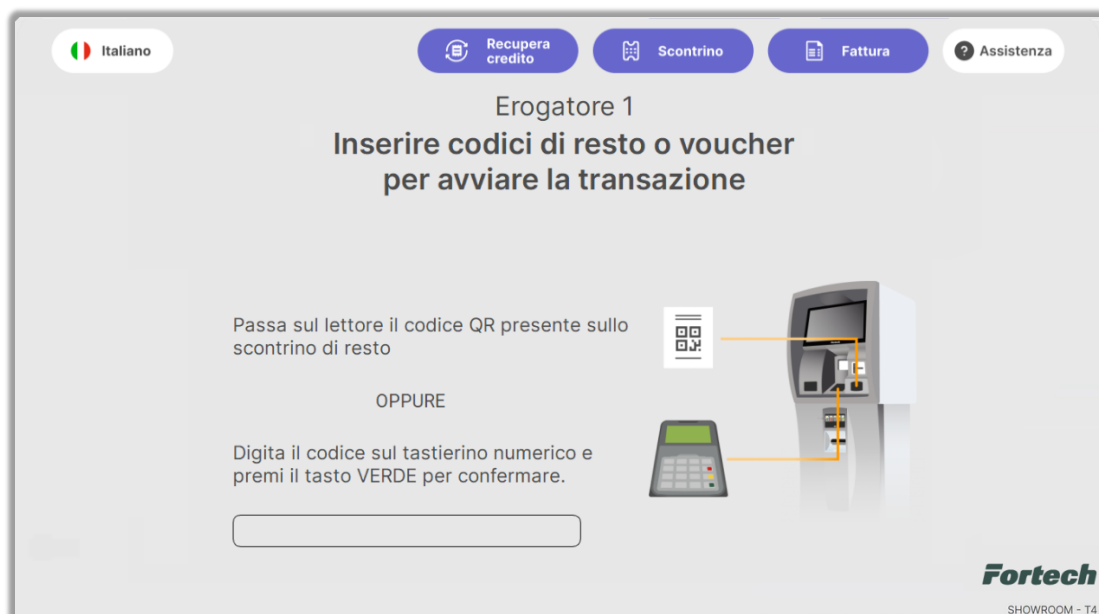 Italiano
Recupera
credito
Scontrino
Fattura
? Assistenza
Erogatore 1
Inserire codici di resto o voucher
per avviare la transazione
Passa sul lettore il codice QR presente sullo
scontrino di resto
OPPURE
Digita il codice sul tastierino numerico e
premi il tasto VERDE per confermare.
Fortech
SHOWROOM - T4